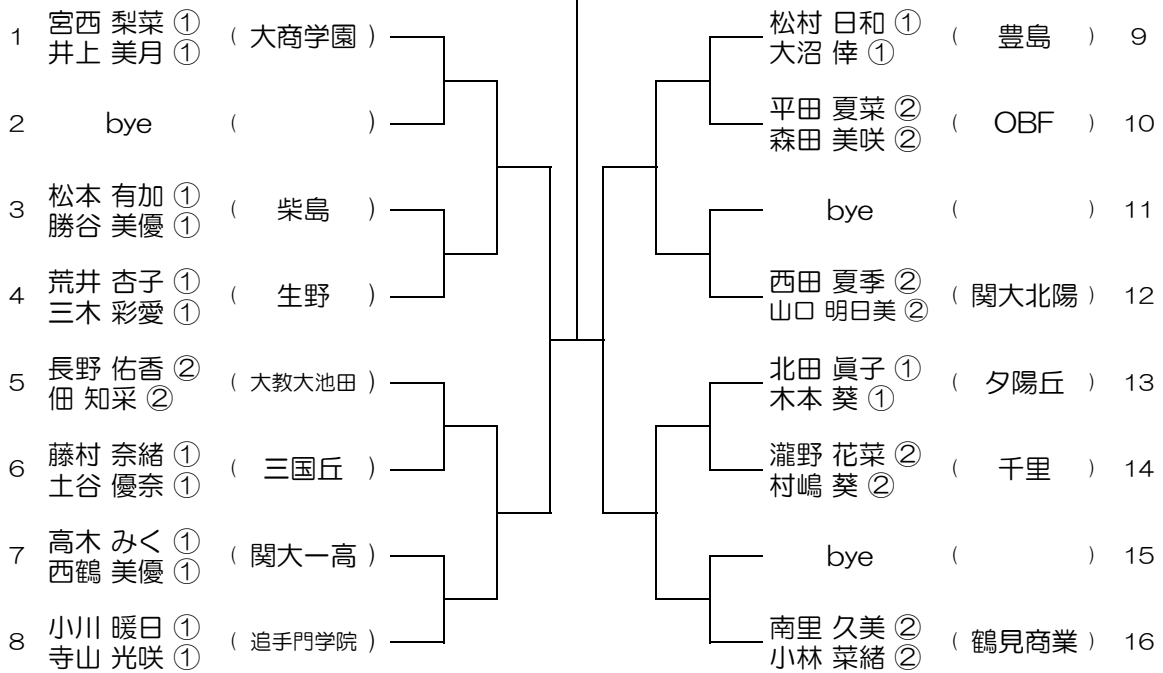 1 宮西 梨菜 ① ( 大商学園 )
井上 美月 ①
2 bye ( )
3 松本 有加 ① ( 柴島 )
勝谷 美優 ①
4 荒井 杏子 ① ( 生野 )
三木 彩愛 ①
5 長野 佑香 ② ( 大教大池田 )
佃 知采 ②
6 藤村 奈緒 ① ( 三国丘 )
土谷 優奈 ①
7 高木 みく ① ( 関大一高 )
西鶴 美優 ①
8 小川 暖日 ① ( 追手門学院 )
寺山 光咲 ①
松村 日和 ① ( 豊島 ) 9
大沼 倖 ①
平田 夏菜 ② ( OBF ) 10
森田 美咲 ②
bye ( ) 11
西田 夏季 ② ( 関大北陽 ) 12
山口 明日美 ②
北田 眞子 ① ( 夕陽丘 ) 13
木本 葵 ①
瀧野 花菜 ② ( 千里 ) 14
村嶋 葵 ②
bye ( ) 15
南里 久美 ② ( 鶴見商業 ) 16
小林 菜緒 ②